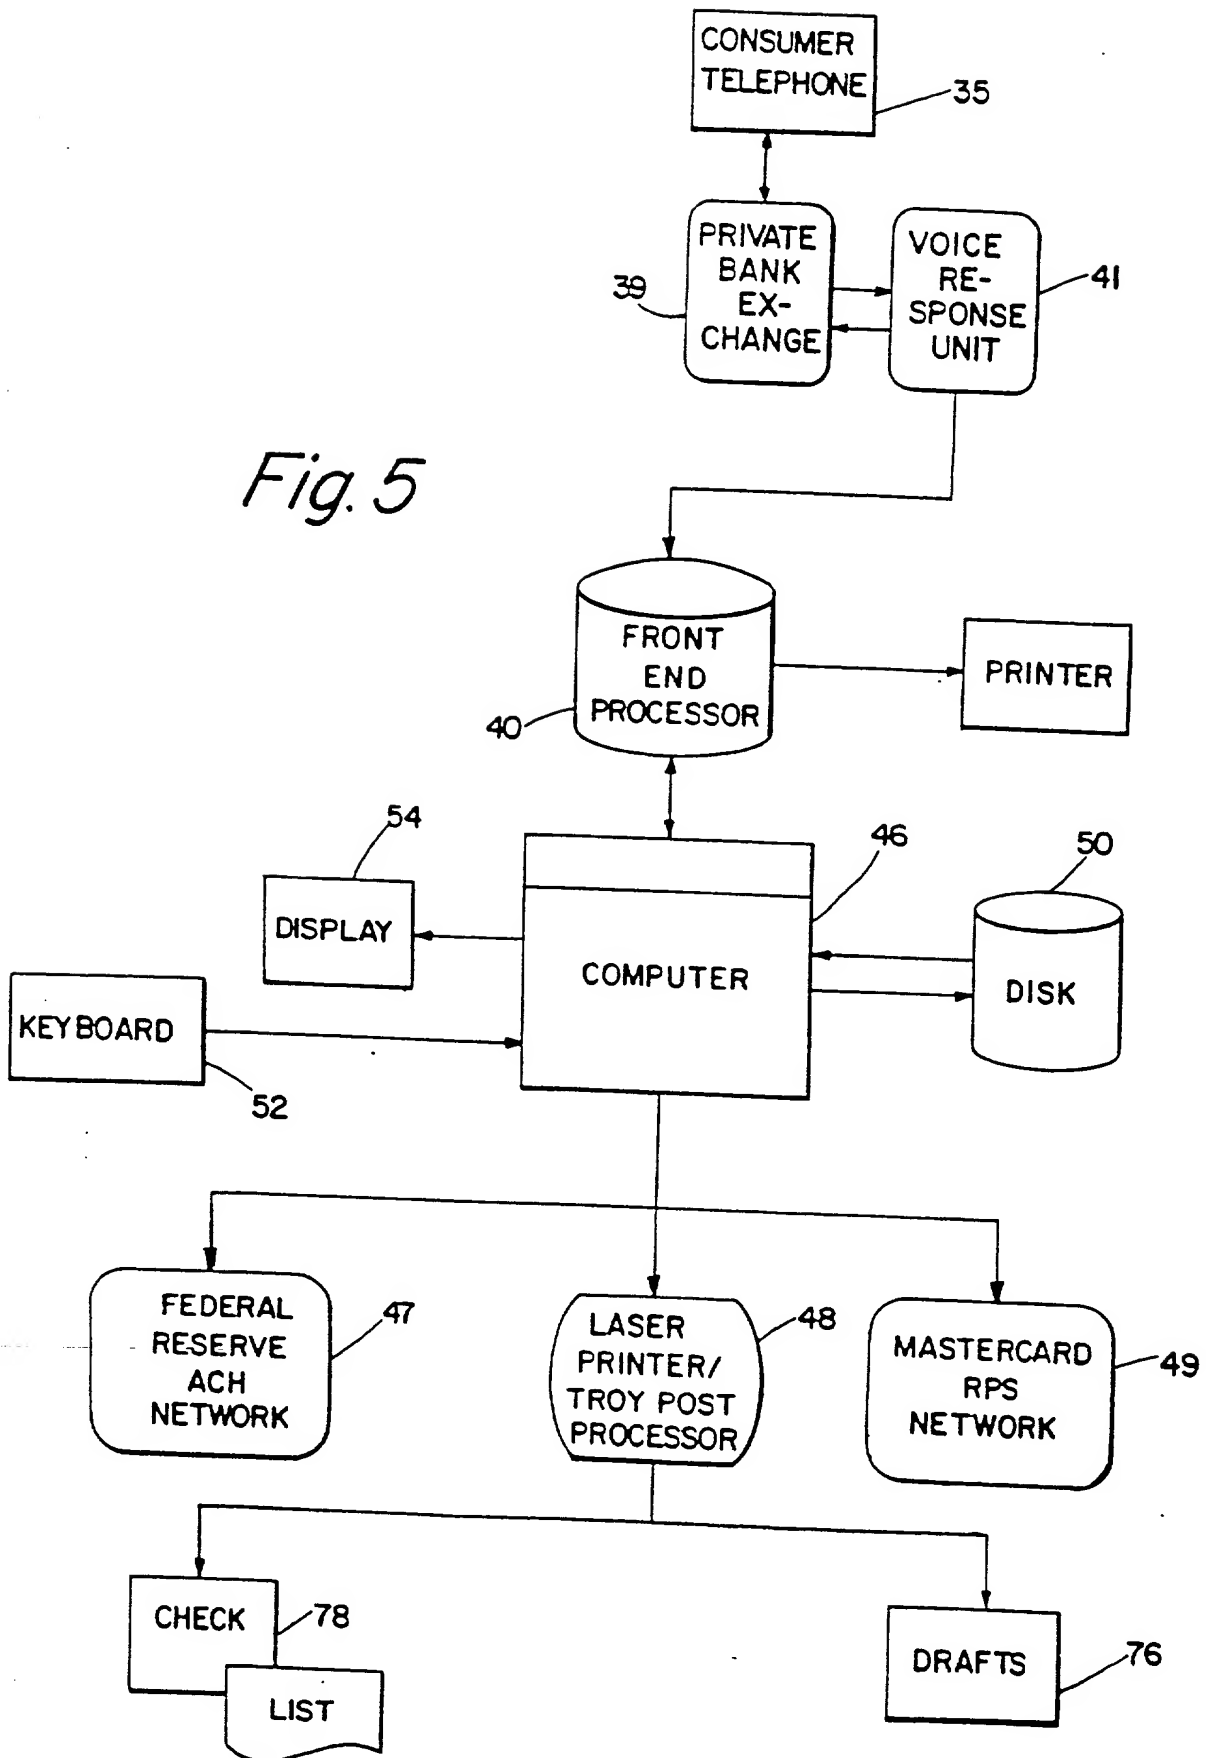 CONSUMER
TELEPHONE
35
PRIVATE
BANK
EX-
CHANGE
39
VOICE
RE-
SPONSE
UNIT
41
Fig. 5
FRONT
END
PROCESSOR
40
PRINTER
54
46
50
DISPLAY
COMPUTER
DISK
KEYBOARD
52
FEDERAL
RESERVE
ACH
NETWORK
47
LASER
PRINTER/
TROY POST
PROCESSOR
48
MASTERCARD
RPS
NETWORK
49
CHECK
78
LIST
DRAFTS
76